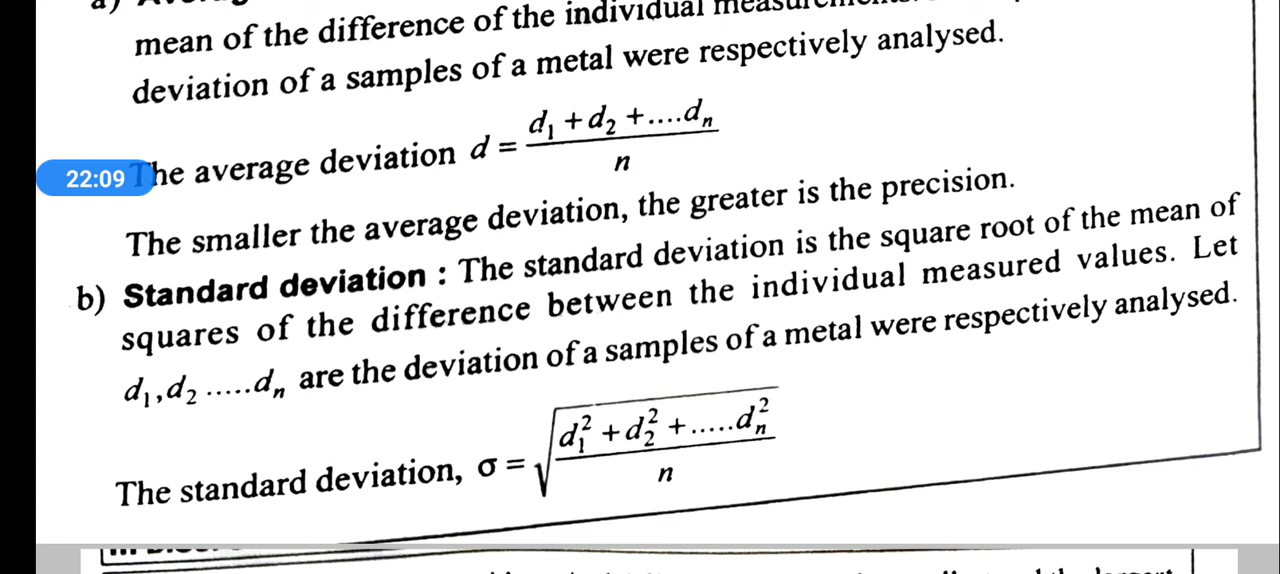 mean of the difference of the individual
deviation of a samples of a metal were respectively analysed.
The average deviation d = (d₁ + d₂ + ....dₙ) / n
22:09
The smaller the average deviation, the greater is the precision.
b) Standard deviation : The standard deviation is the square root of the mean of
squares of the difference between the individual measured values. Let
d₁,d₂ .....dₙ are the deviation of a samples of a metal were respectively analysed.
The standard deviation, σ = √((d₁² + d₂² + .....dₙ²) / n)